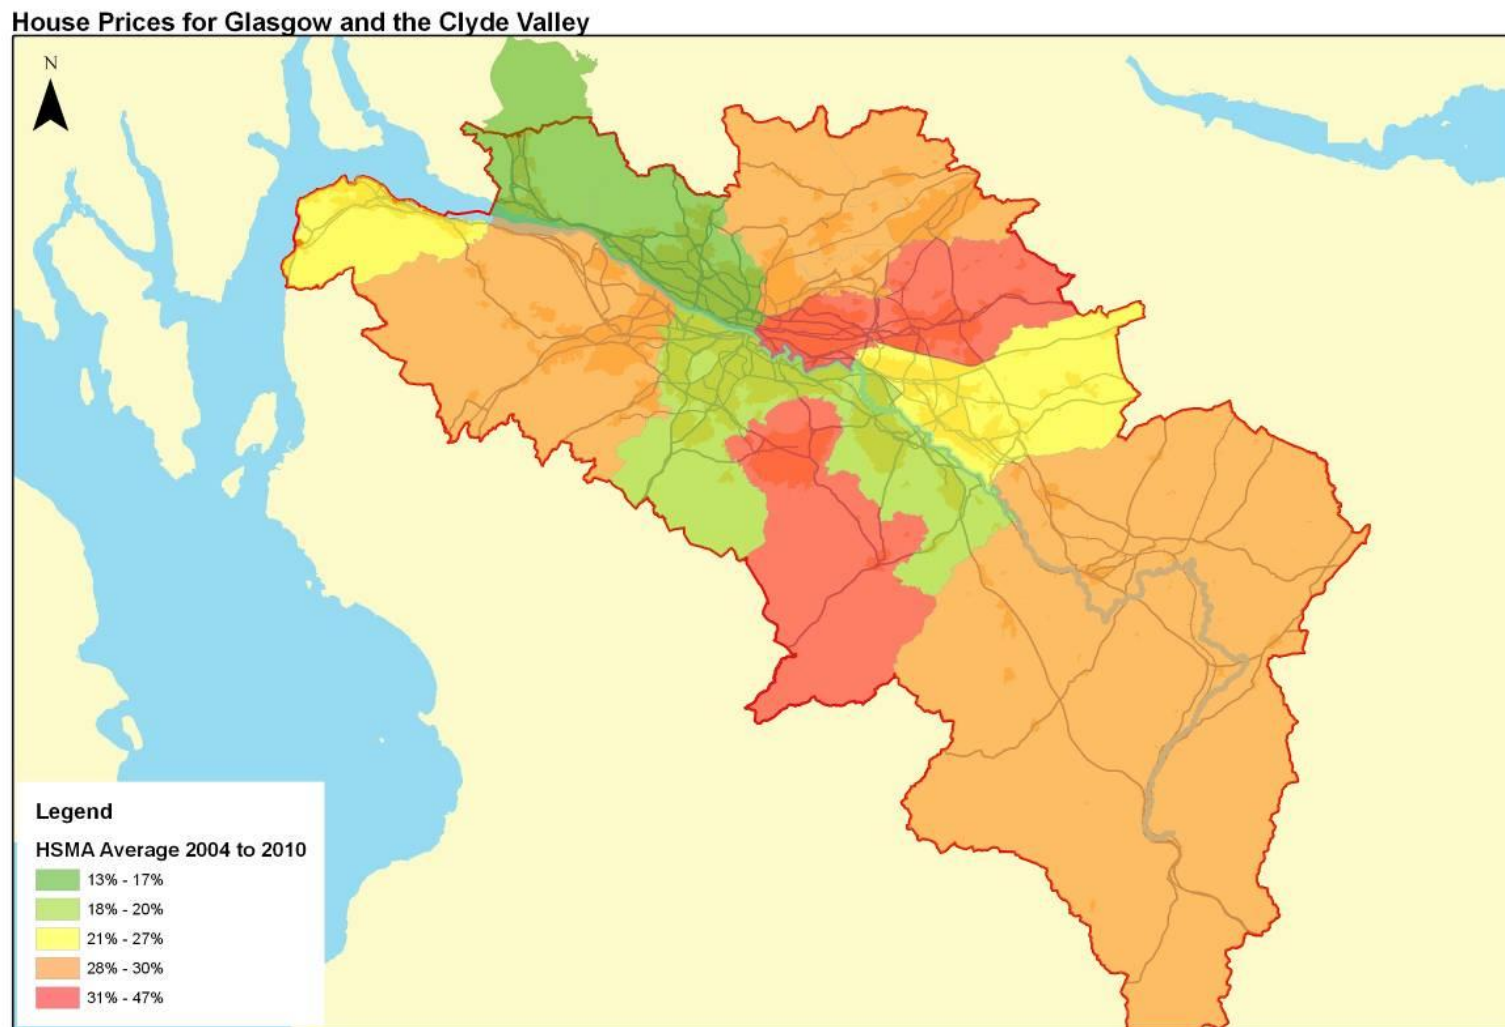 House Prices for Glasgow and the Clyde Valley
N
Legend
HSMA Average 2004 to 2010
13% - 17%
18% - 20%
21% - 27%
28% - 30%
31% - 47%